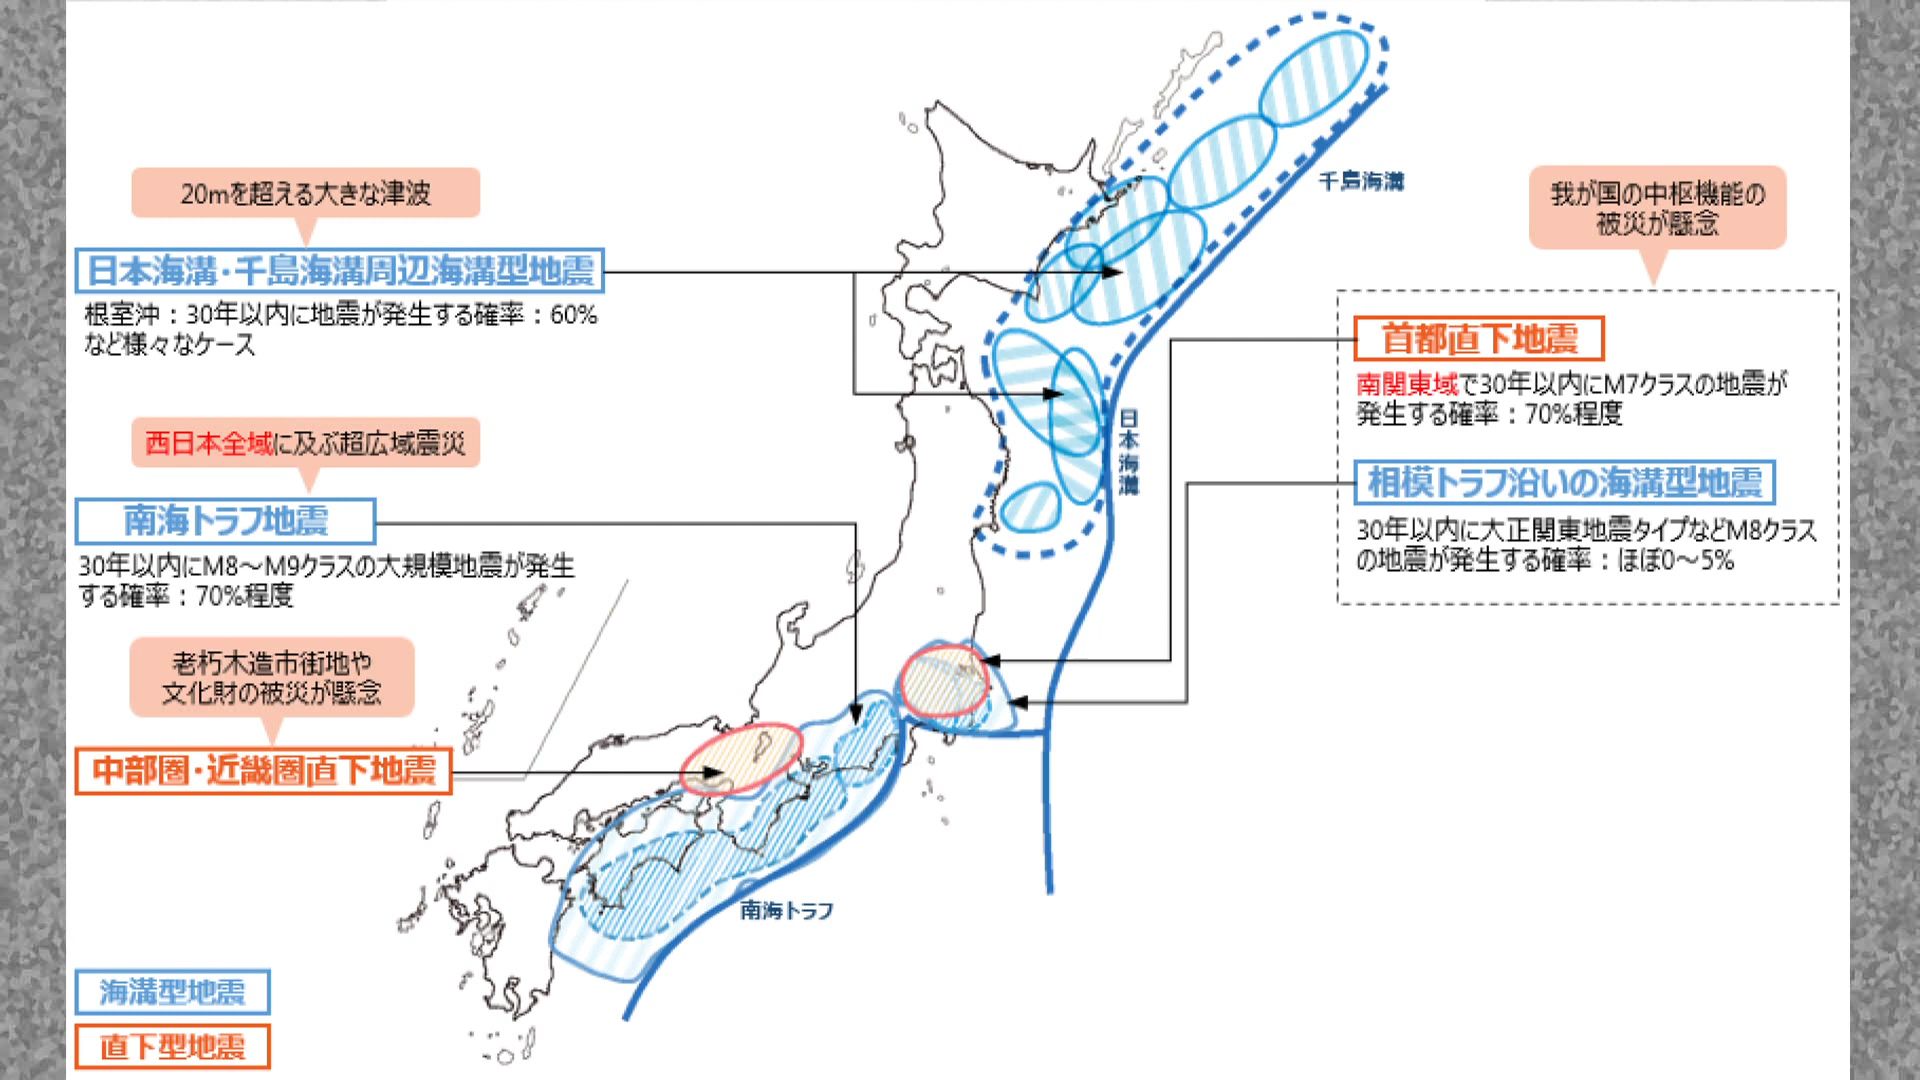 20mを超える大きな津波
日本海溝・千島海溝周辺海溝型地震
根室沖：30年以内に地震が発生する確率：60%
など様々なケース
西日本全域に及ぶ超広域震災
南海トラフ地震
30年以内にM8～M9クラスの大規模地震が発生
する確率：70%程度
老朽木造市街地や
文化財の被災が懸念
中部圏・近畿圏直下地震
海溝型地震
直下型地震
千島海溝
日本海溝
南海トラフ
我が国の中枢機能の
被災が懸念
首都直下地震
南関東域で30年以内にM7クラスの地震が
発生する確率：70%程度
相模トラフ沿いの海溝型地震
30年以内に大正関東地震タイプなどM8クラス
の地震が発生する確率：ほぼ0～5%